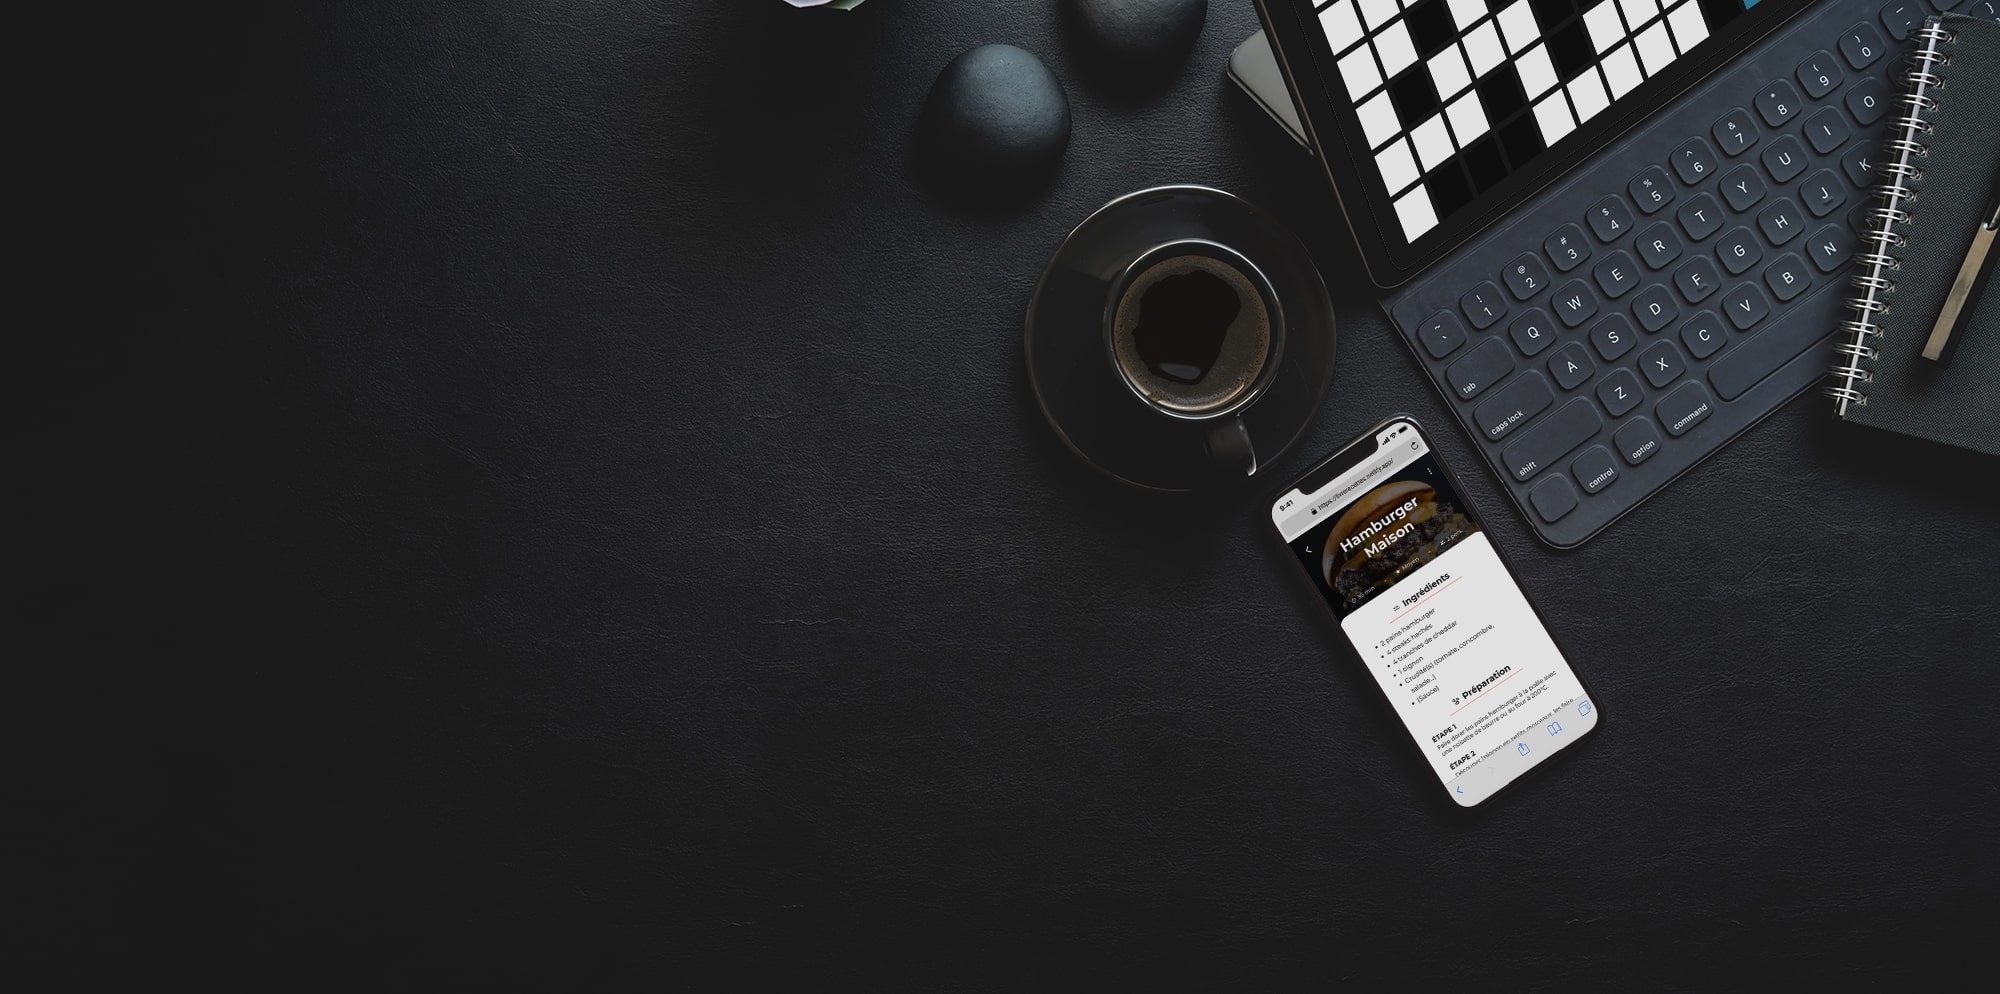 9:41
https://livrerecettes.netlify.app/
Hamburger
Maison
30 min
Moyen
2 pers.
Ingrédients
2 pains hamburger
4 steaks hachés
4 tranches de cheddar
1 oignon
Crudité(s) (tomate, concombre,
salade...)
(Sauce)
Préparation
ÉTAPE 1
Faire dorer les pains hamburger à la poêle avec
une noisette de beurre ou au four à 200°C.
ÉTAPE 2
Découper l'oignon en petits morceaux, les faire
~ ! @ # $ % ^ & * ( ) _
` 1 2 3 4 5 6 7 8 9 0 -
tab Q W E R T Y U I O
caps lock A S D F G H J K
shift Z X C V B N
control option command